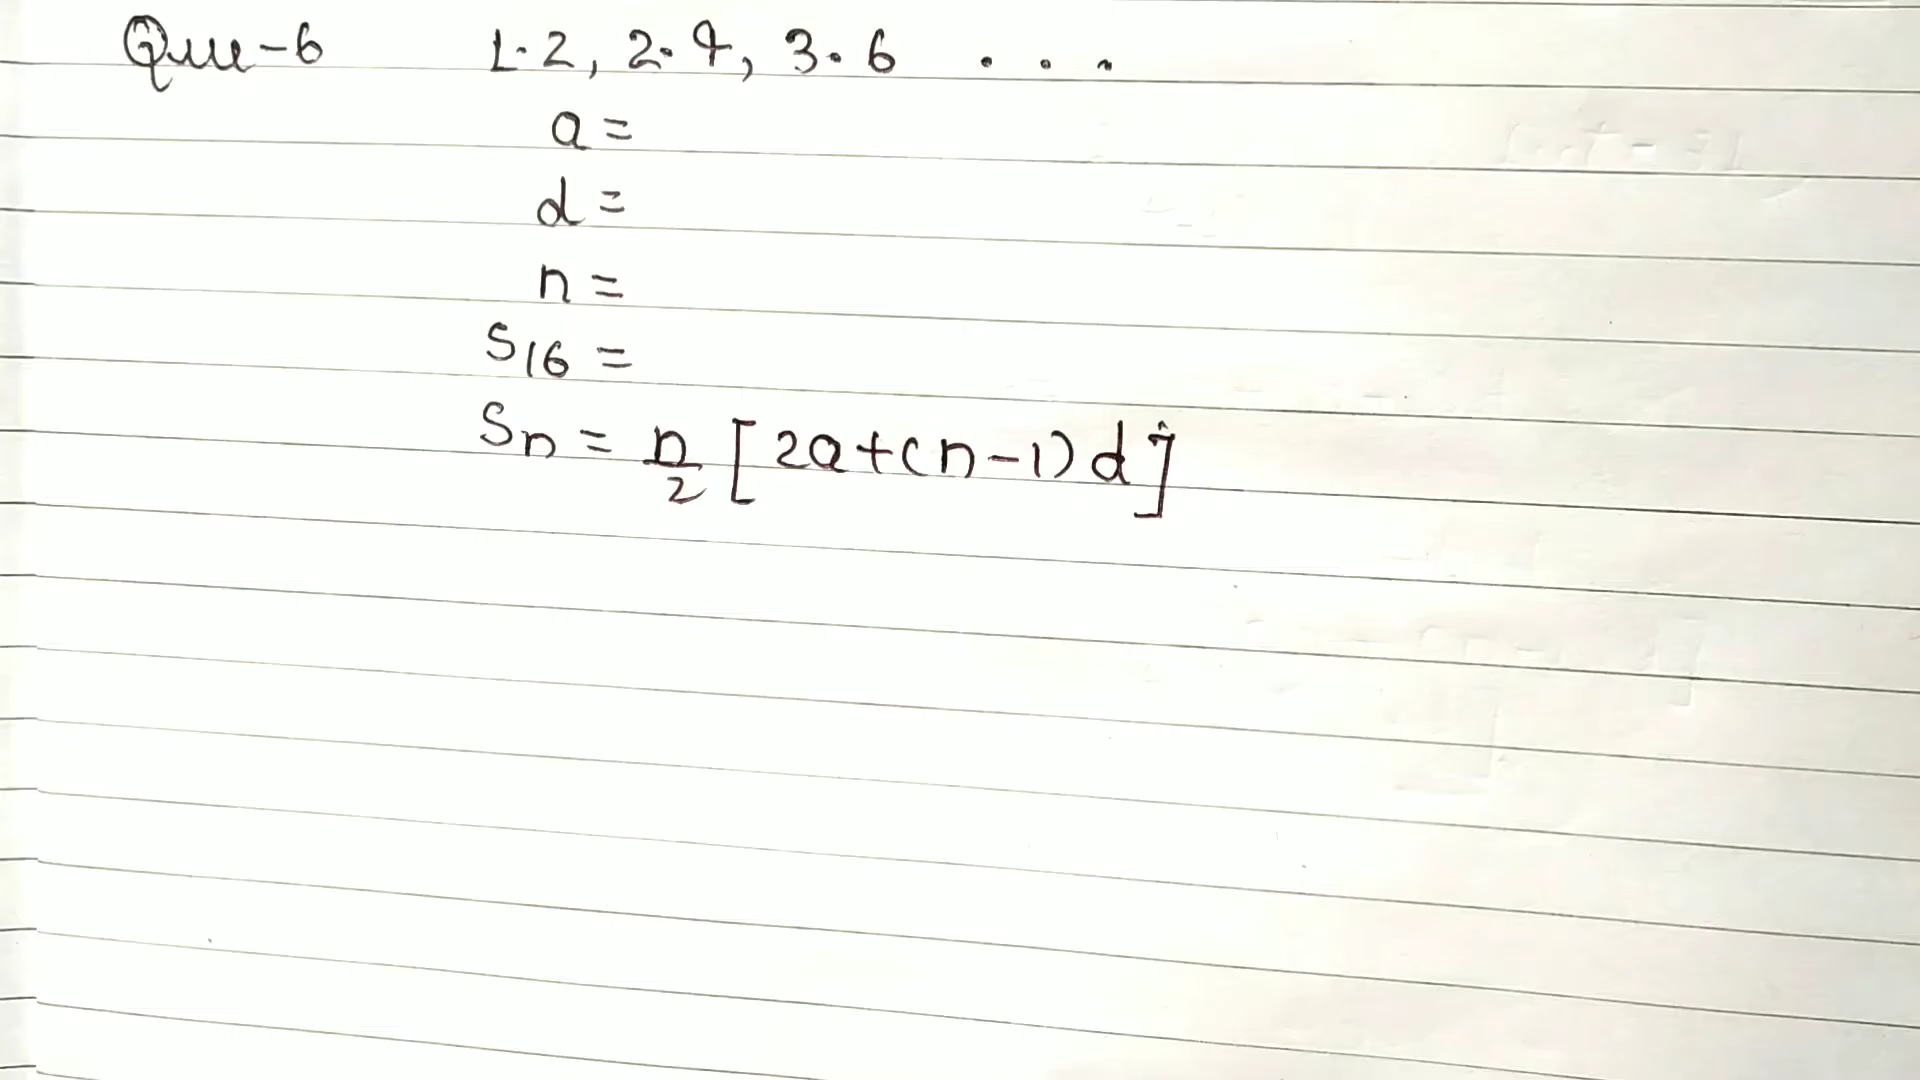 Que-6 1.2, 2.4, 3.6 ...
a =
d =
n =
S16 =
Sn = n/2 [2a+(n-1)d]